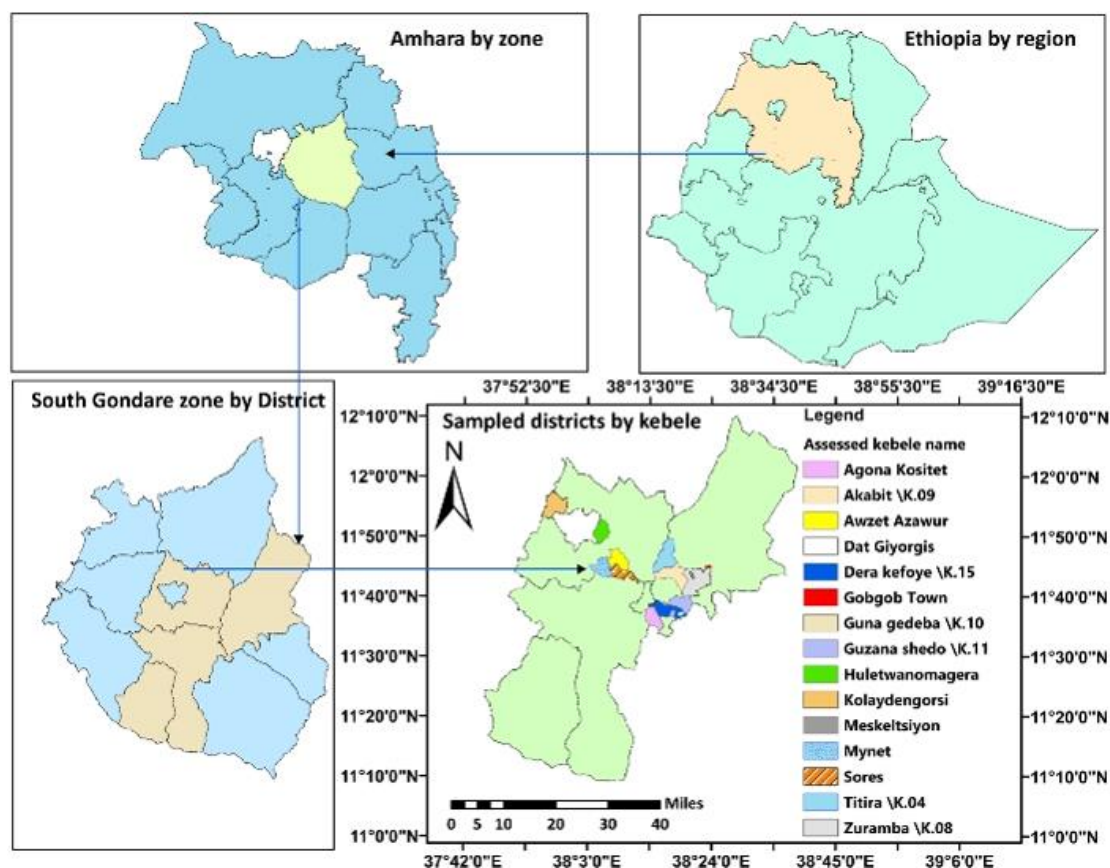 Amhara by zone
Ethiopia by region
South Gondare zone by District
37°52'30"E 38°13'30"E 38°34'30"E 38°55'30"E 39°16'30"E
12°10'0"N
12°0'0"N
11°50'0"N
11°40'0"N
11°30'0"N
11°20'0"N
11°10'0"N
11°0'0"N
Sampled districts by kebele
N
Legend
Assessed kebele name
Agona Kositet
Akabit \K.09
Awzet Azawur
Dat Giyorgis
Dera kefoye \K.15
Gobgob Town
Guna gedeba \K.10
Guzana shedo \K.11
Huletwanomagera
Kolaydengorsi
Meskeltsiyon
Mynet
Sores
Titira \K.04
Zuramba \K.08
Miles
0 5 10 20 30 40
12°10'0"N
12°0'0"N
11°50'0"N
11°40'0"N
11°30'0"N
11°20'0"N
11°10'0"N
11°0'0"N
37°42'0"E 38°3'0"E 38°24'0"E 38°45'0"E 39°6'0"E